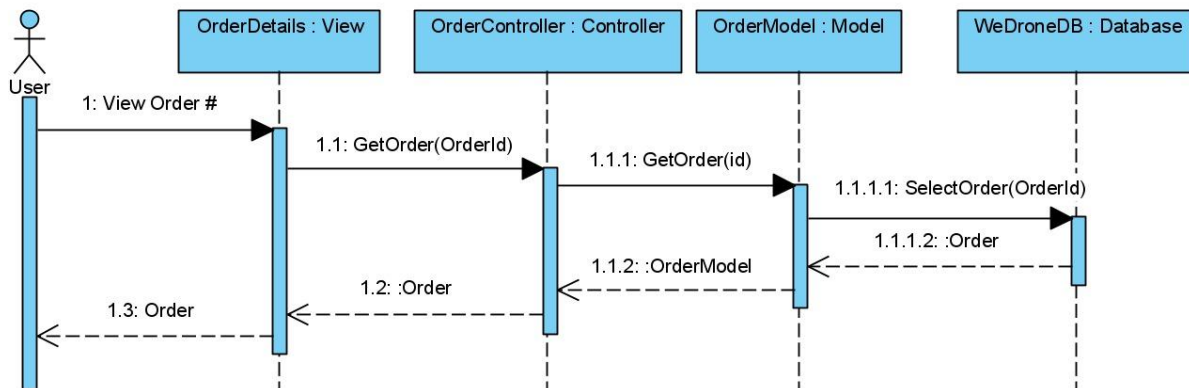 OrderDetails : View
OrderController : Controller
OrderModel : Model
WeDroneDB : Database
User
1: View Order #
1.1: GetOrder(OrderId)
1.1.1: GetOrder(id)
1.1.1.1: SelectOrder(OrderId)
1.1.1.2: :Order
1.1.2: :OrderModel
1.2: :Order
1.3: Order